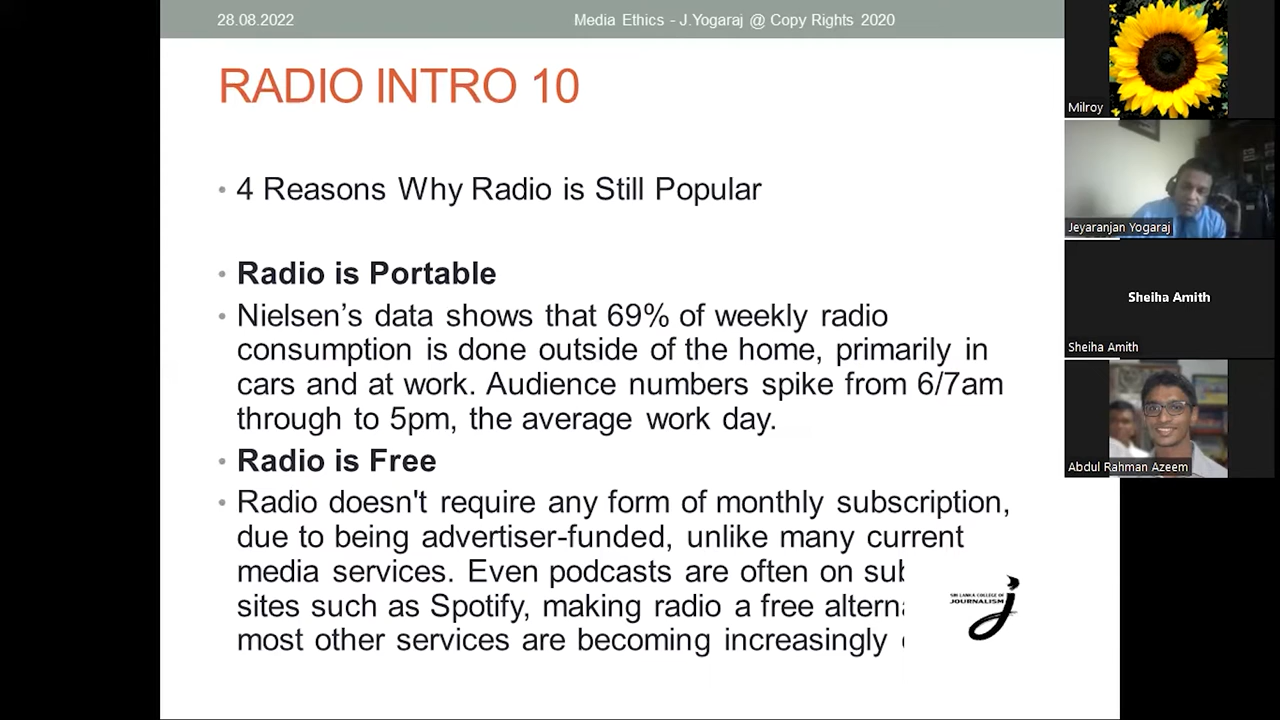 28.08.2022
Media Ethics - J.Yogaraj @ Copy Rights 2020
RADIO INTRO 10
• 4 Reasons Why Radio is Still Popular
• Radio is Portable
• Nielsen’s data shows that 69% of weekly radio
consumption is done outside of the home, primarily in
cars and at work. Audience numbers spike from 6/7am
through to 5pm, the average work day.
• Radio is Free
• Radio doesn't require any form of monthly subscription,
due to being advertiser-funded, unlike many current
media services. Even podcasts are often on
sites such as Spotify, making radio a free
most other services are becoming increasingly
SRI LANKA COLLEGE OF
JOURNALISM
Milroy
Jeyaranjan Yogaraj
Sheiha Amith
Sheiha Amith
Abdul Rahman Azeem